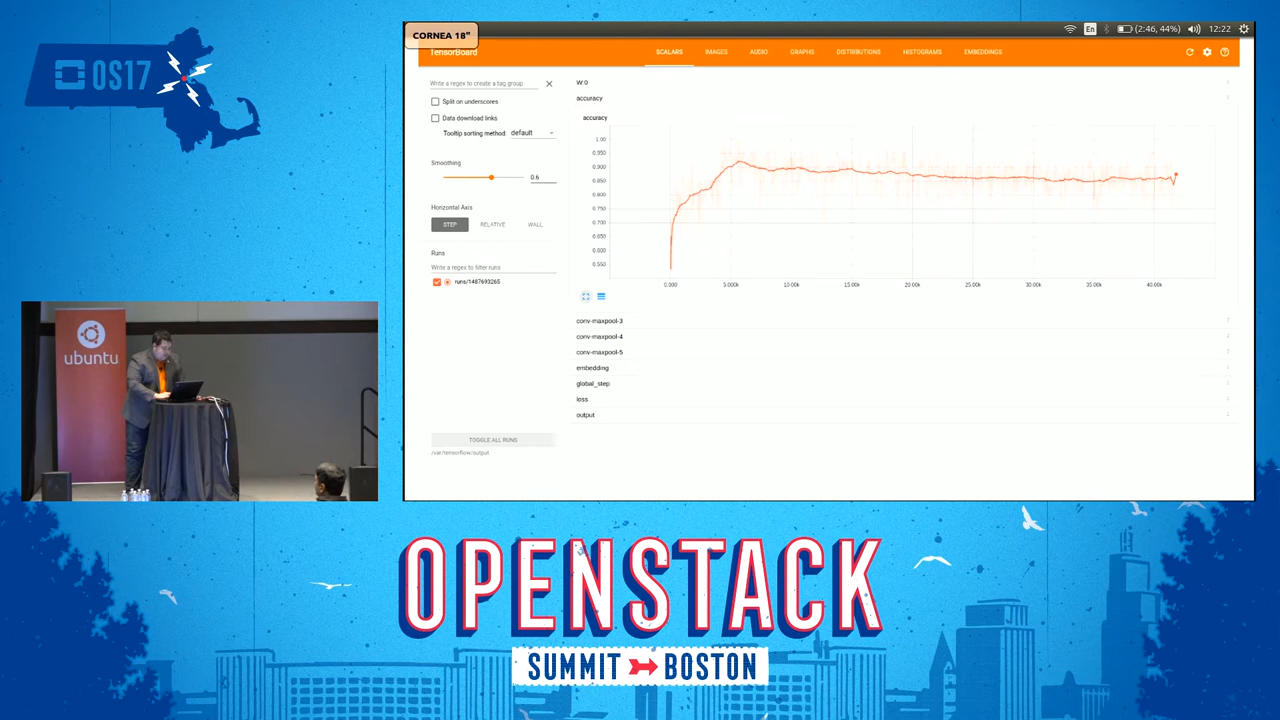 OS17
CORNEA 18"
En (2:46, 44%) 12:22
TensorBoard
SCALARS IMAGES AUDIO GRAPHS DISTRIBUTIONS HISTOGRAMS EMBEDDINGS
Write a regex to create a tag group
Split on underscores
Data download links
Tooltip sorting method: default
Smoothing
0.6
Horizontal Axis
STEP RELATIVE WALL
Runs
Write a regex to filter runs
runs/1487693265
TOGGLE ALL RUNS
/var/tensorflow/output
W:0
accuracy
accuracy
1.00
0.950
0.900
0.850
0.800
0.750
0.700
0.650
0.600
0.550
0.000 5.000k 10.00k 15.00k 20.00k 25.00k 30.00k 35.00k 40.00k
conv-maxpool-3
conv-maxpool-4
conv-maxpool-5
embedding
global_step
loss
output
ubuntu
OPENSTACK
SUMMIT BOSTON